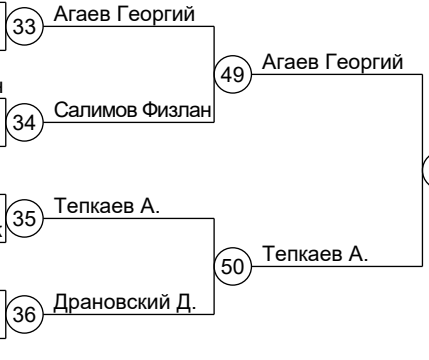 33 Агаев Георгий
49 Агаев Георгий
34 Салимов Физлан
35 Тепкаев А.
50 Тепкаев А.
36 Драновский Д.